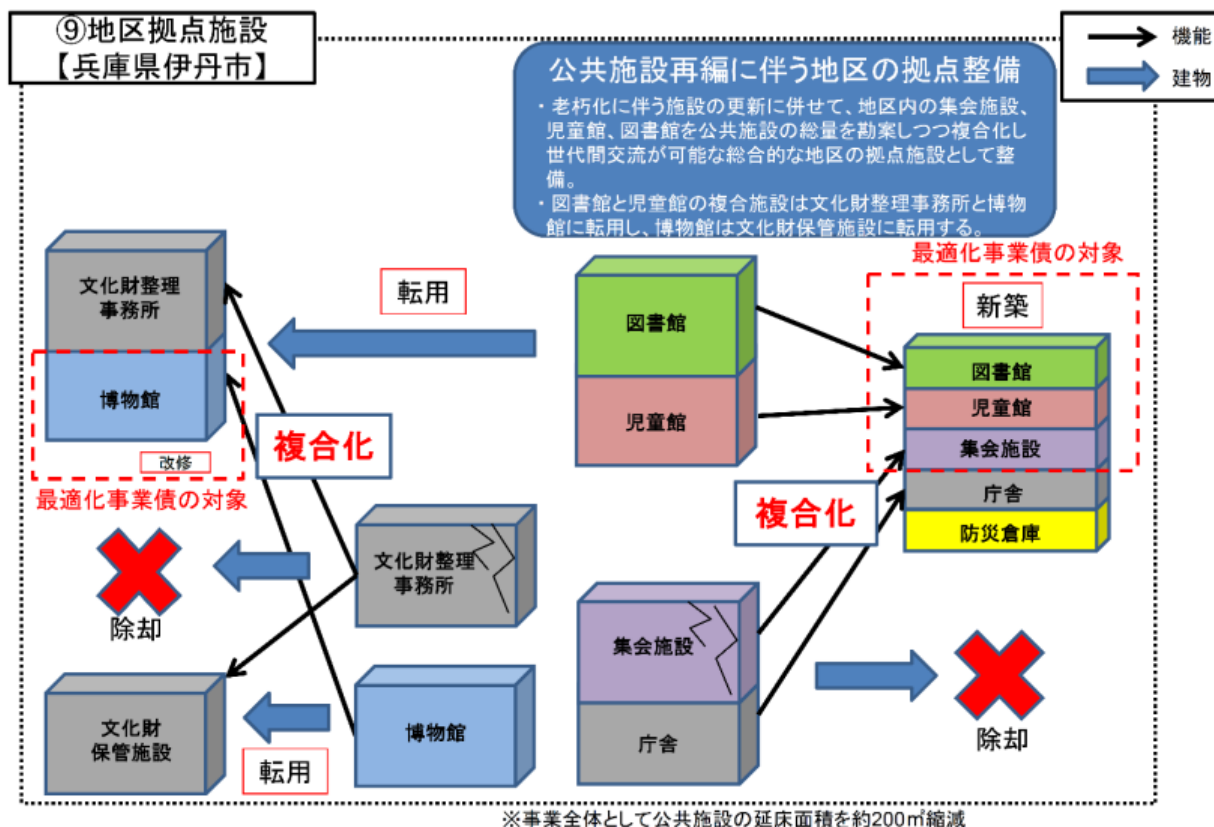 ⑨地区拠点施設
【兵庫県伊丹市】
機能
建物
公共施設再編に伴う地区の拠点整備
・老朽化に伴う施設の更新に併せて、地区内の集会施設、
児童館、図書館を公共施設の総量を勘案しつつ複合化し
世代間交流が可能な総合的な地区の拠点施設として整
備。
・図書館と児童館の複合施設は文化財整理事務所と博物
館に転用し、博物館は文化財保管施設に転用する。
最適化事業債の対象
文化財整理
事務所
博物館
改修
最適化事業債の対象
転用
図書館
児童館
新築
図書館
児童館
集会施設
庁舎
防災倉庫
複合化
複合化
除却
文化財整理
事務所
集会施設
庁舎
除却
文化財
保管施設
転用
博物館
※事業全体として公共施設の延床面積を約200㎡縮減